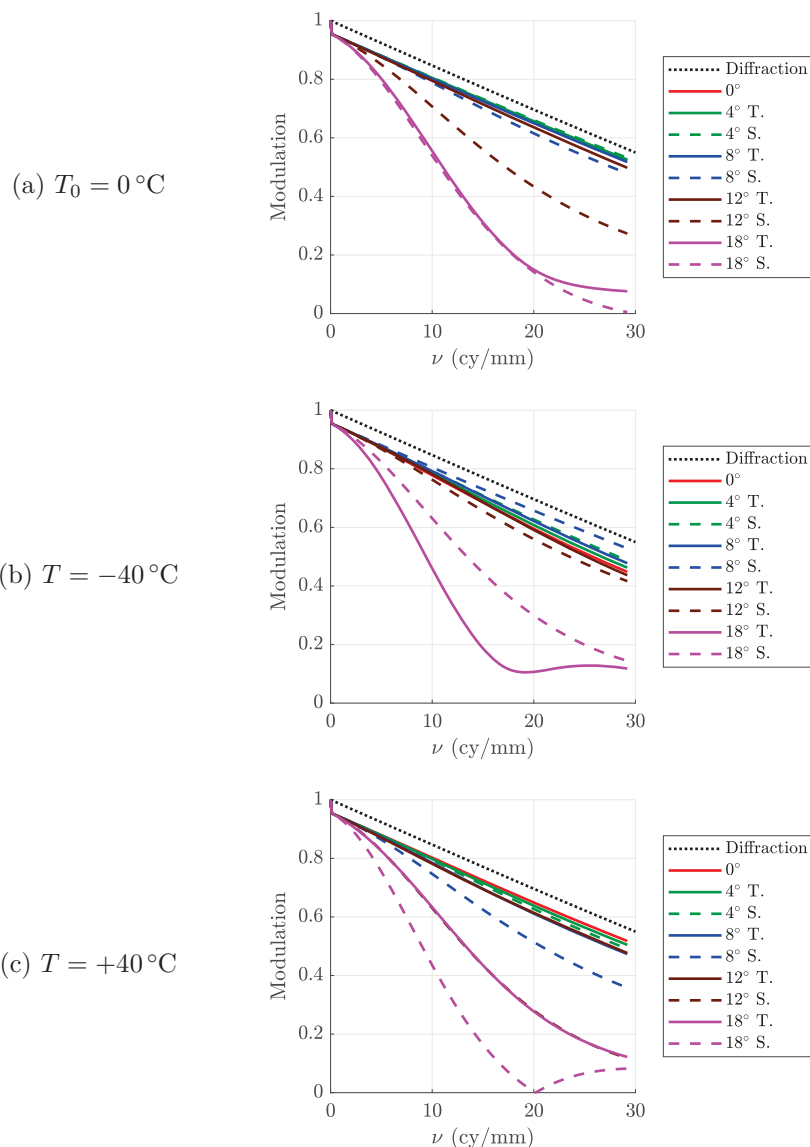 (a) T₀ = 0 °C
Modulation
1
0.8
0.6
0.4
0.2
0
0 10 20 30
ν (cy/mm)
Diffraction
0°
4° T.
4° S.
8° T.
8° S.
12° T.
12° S.
18° T.
18° S.
(b) T = −40 °C
Modulation
1
0.8
0.6
0.4
0.2
0
0 10 20 30
ν (cy/mm)
Diffraction
0°
4° T.
4° S.
8° T.
8° S.
12° T.
12° S.
18° T.
18° S.
(c) T = +40 °C
Modulation
1
0.8
0.6
0.4
0.2
0
0 10 20 30
ν (cy/mm)
Diffraction
0°
4° T.
4° S.
8° T.
8° S.
12° T.
12° S.
18° T.
18° S.